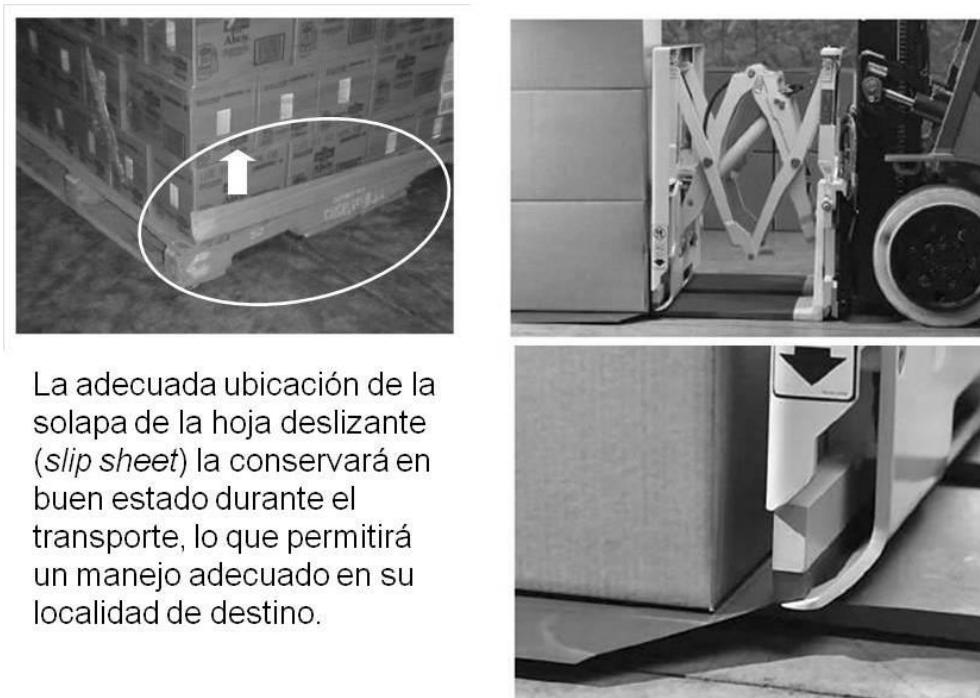 La adecuada ubicación de la
solapa de la hoja deslizante
(slip sheet) la conservará en
buen estado durante el
transporte, lo que permitirá
un manejo adecuado en su
localidad de destino.